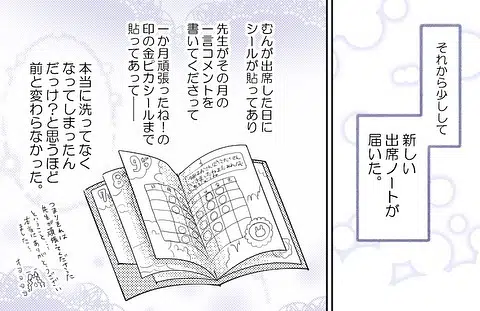 それから少しして
新しい
出席ノートが
届いた。
むんが出席した日に
シールが貼ってあり
先生がその月の
一言コメントを
書いてくださって
一か月頑張ったね!の
印の金ピカシールまで
貼ってあって――
本当に洗ってなく
なってしまったん
だっけ?と思うほど
前と変わらなかった。